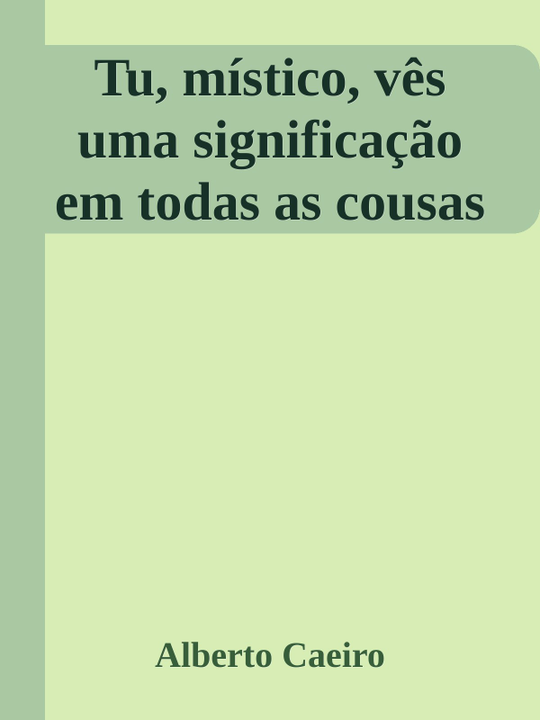 Tu, místico, vês
uma significação
em todas as cousas
Alberto Caeiro